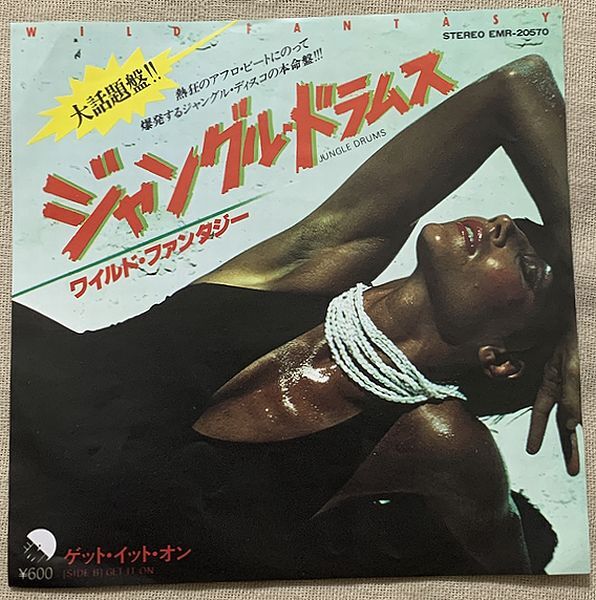 WILD FANTASY
STEREO EMR-20570
大話題盤!!
熱狂のアフロ・ビートにのって
爆発するジャングル・ディスコの本命盤!!!
ジャングル・ドラムス
JUNGLE DRUMS
ワイルド・ファンタジー
ゲット・イット・オン
[SIDE B] GET IT ON
¥600